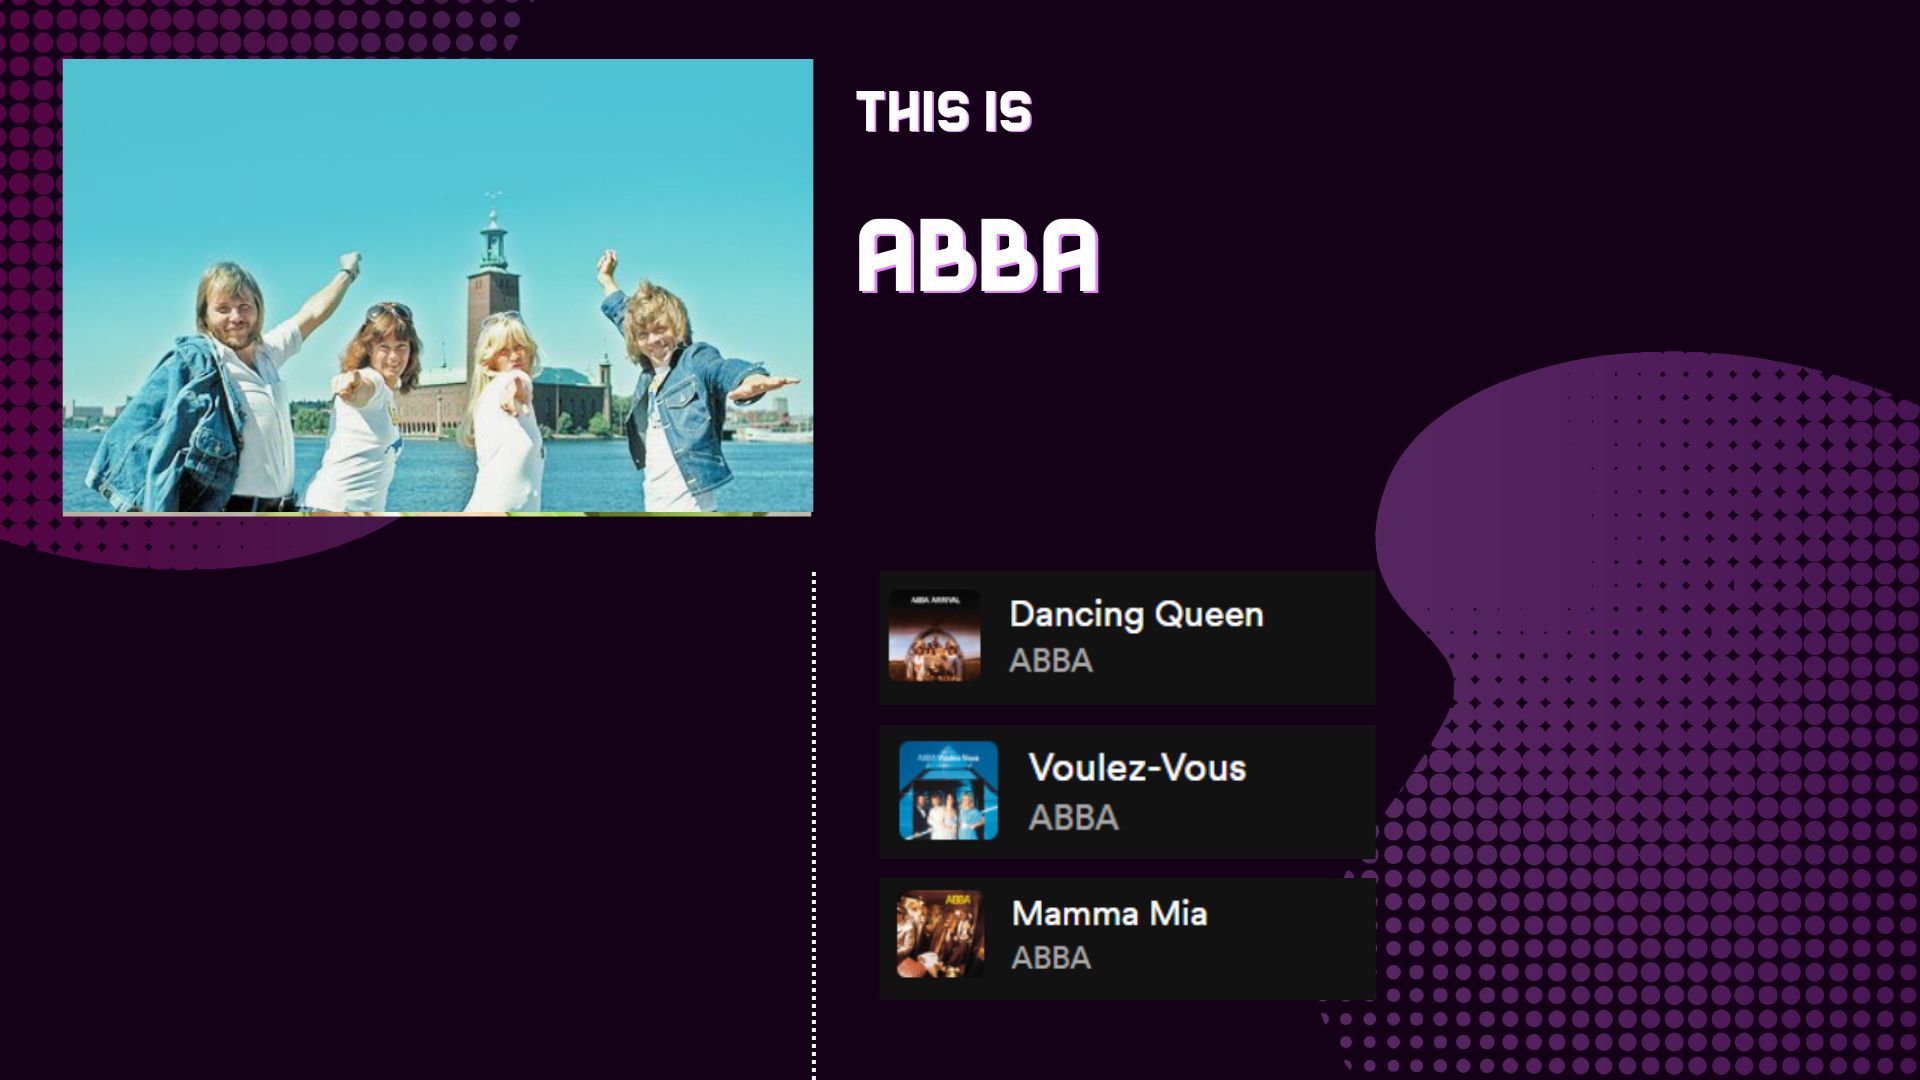 THIS IS
ABBA
ABBA ARRIVAL
Dancing Queen
ABBA
ABBA Voulez-Vous
Voulez-Vous
ABBA
ABBA
Mamma Mia
ABBA